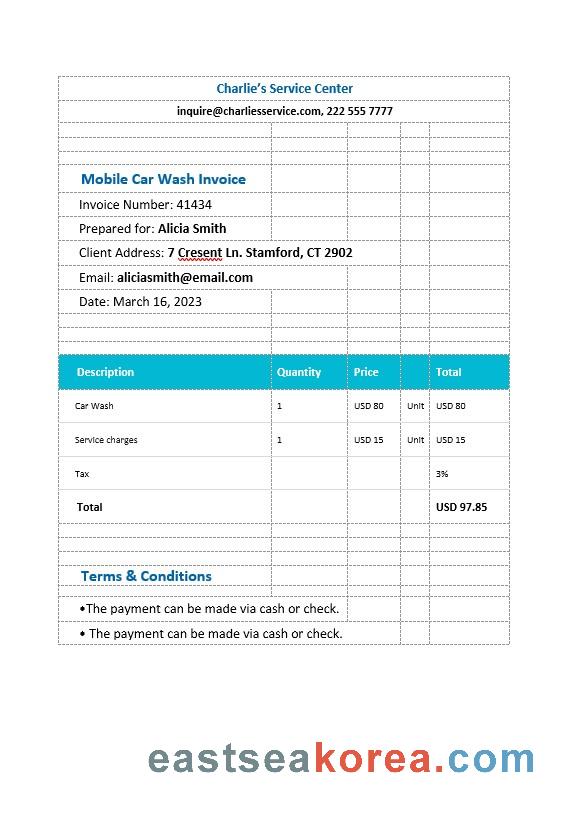 Charlie's Service Center
inquire@charliesservice.com, 222 555 7777
Mobile Car Wash Invoice
Invoice Number: 41434
Prepared for: Alicia Smith
Client Address: 7 Cresent Ln. Stamford, CT 2902
Email: aliciasmith@email.com
Date: March 16, 2023
Description Quantity Price Total
Car Wash 1 USD 80 Unit USD 80
Service charges 1 USD 15 Unit USD 15
Tax 3%
Total USD 97.85
Terms & Conditions
•The payment can be made via cash or check.
• The payment can be made via cash or check.
eastseakorea.com